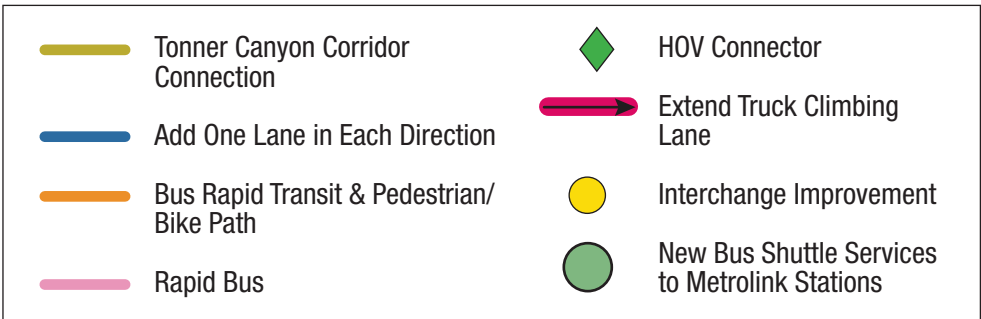 Tonner Canyon Corridor
Connection
Add One Lane in Each Direction
Bus Rapid Transit & Pedestrian/
Bike Path
Rapid Bus
HOV Connector
Extend Truck Climbing
Lane
Interchange Improvement
New Bus Shuttle Services
to Metrolink Stations